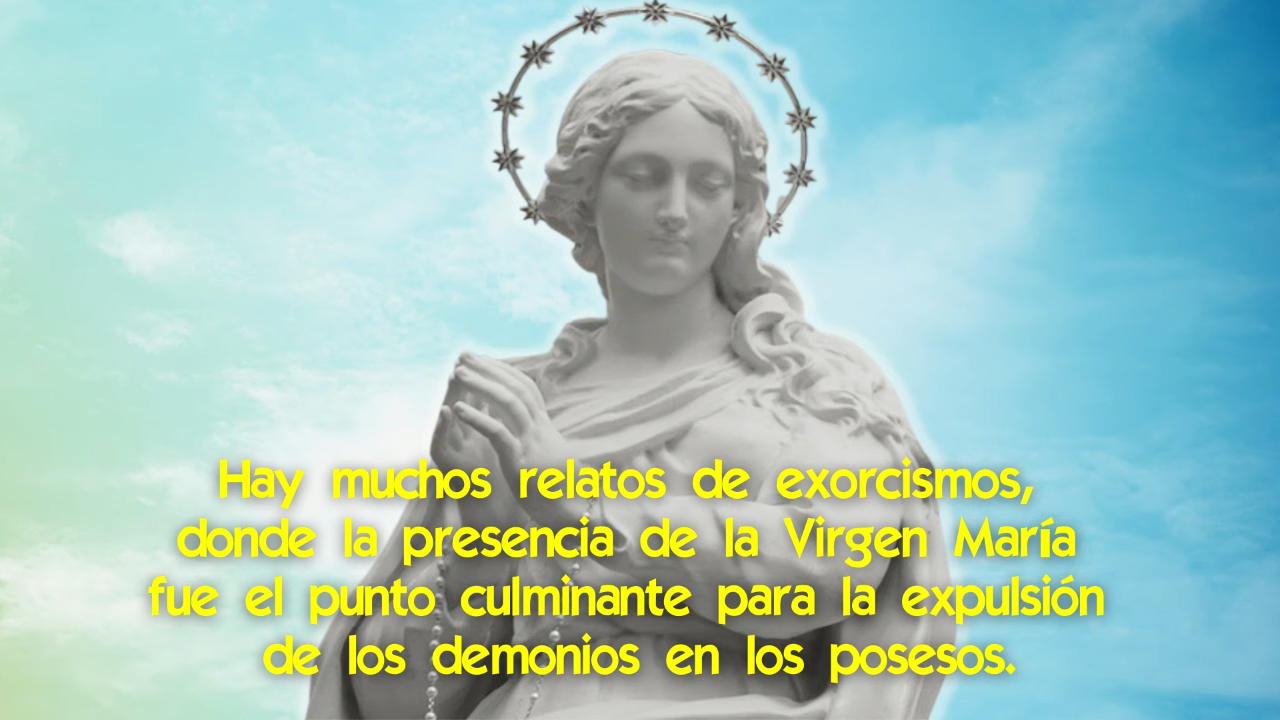 Hay muchos relatos de exorcismos,
donde la presencia de la Virgen María
fue el punto culminante para la expulsión
de los demonios en los posesos.